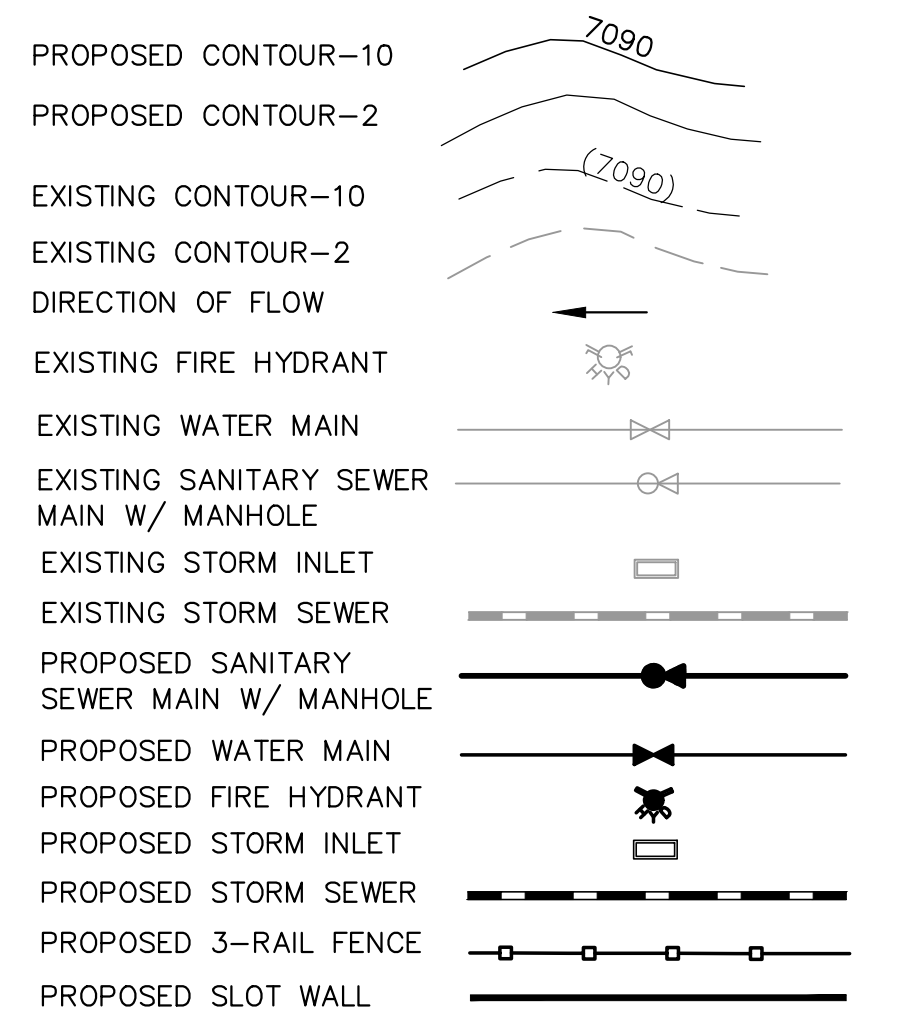 PROPOSED CONTOUR-10
7090
PROPOSED CONTOUR-2
EXISTING CONTOUR-10
(7090)
EXISTING CONTOUR-2
DIRECTION OF FLOW
EXISTING FIRE HYDRANT
HYD
EXISTING WATER MAIN
EXISTING SANITARY SEWER
MAIN W/ MANHOLE
EXISTING STORM INLET
EXISTING STORM SEWER
PROPOSED SANITARY
SEWER MAIN W/ MANHOLE
PROPOSED WATER MAIN
PROPOSED FIRE HYDRANT
HYD
PROPOSED STORM INLET
PROPOSED STORM SEWER
PROPOSED 3-RAIL FENCE
PROPOSED SLOT WALL